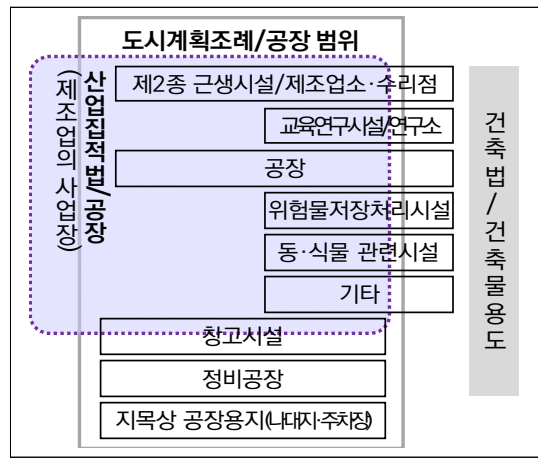 도시계획조례/공장 범위
산업집적법/공장
(제조업의 사업장)
제2종 근생시설/제조업소·수리점
교육연구시설/연구소
공장
위험물저장처리시설
동·식물 관련시설
기타
창고시설
정비공장
지목상 공장용지(나대지·주차장)
건축법/건축물용도